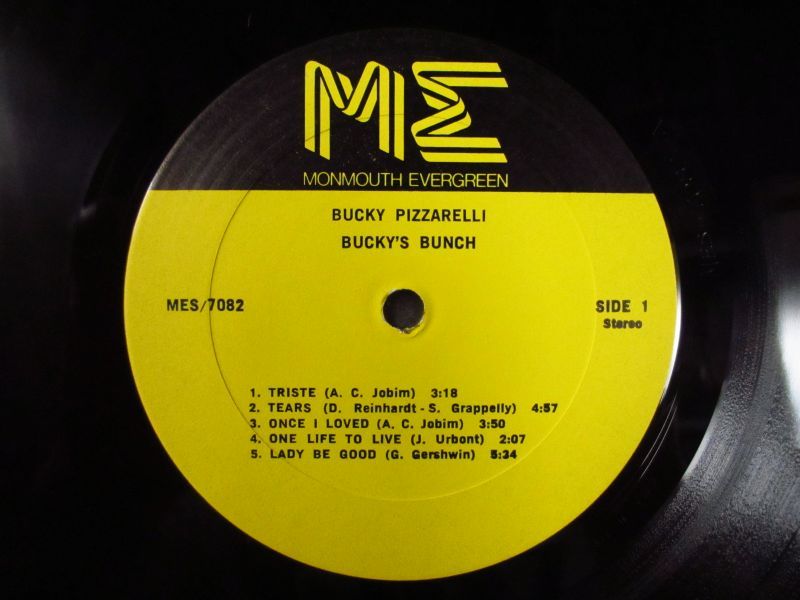 ME
MONMOUTH EVERGREEN
BUCKY PIZZARELLI
BUCKY'S BUNCH
MES/7082
SIDE 1
Stereo
1. TRISTE (A. C. Jobim) 3:18
2. TEARS (D. Reinhardt - S. Grappelly) 4:57
3. ONCE I LOVED (A. C. Jobim) 3:50
4. ONE LIFE TO LIVE (J. Urbont) 2:07
5. LADY BE GOOD (G. Gershwin) 5:34